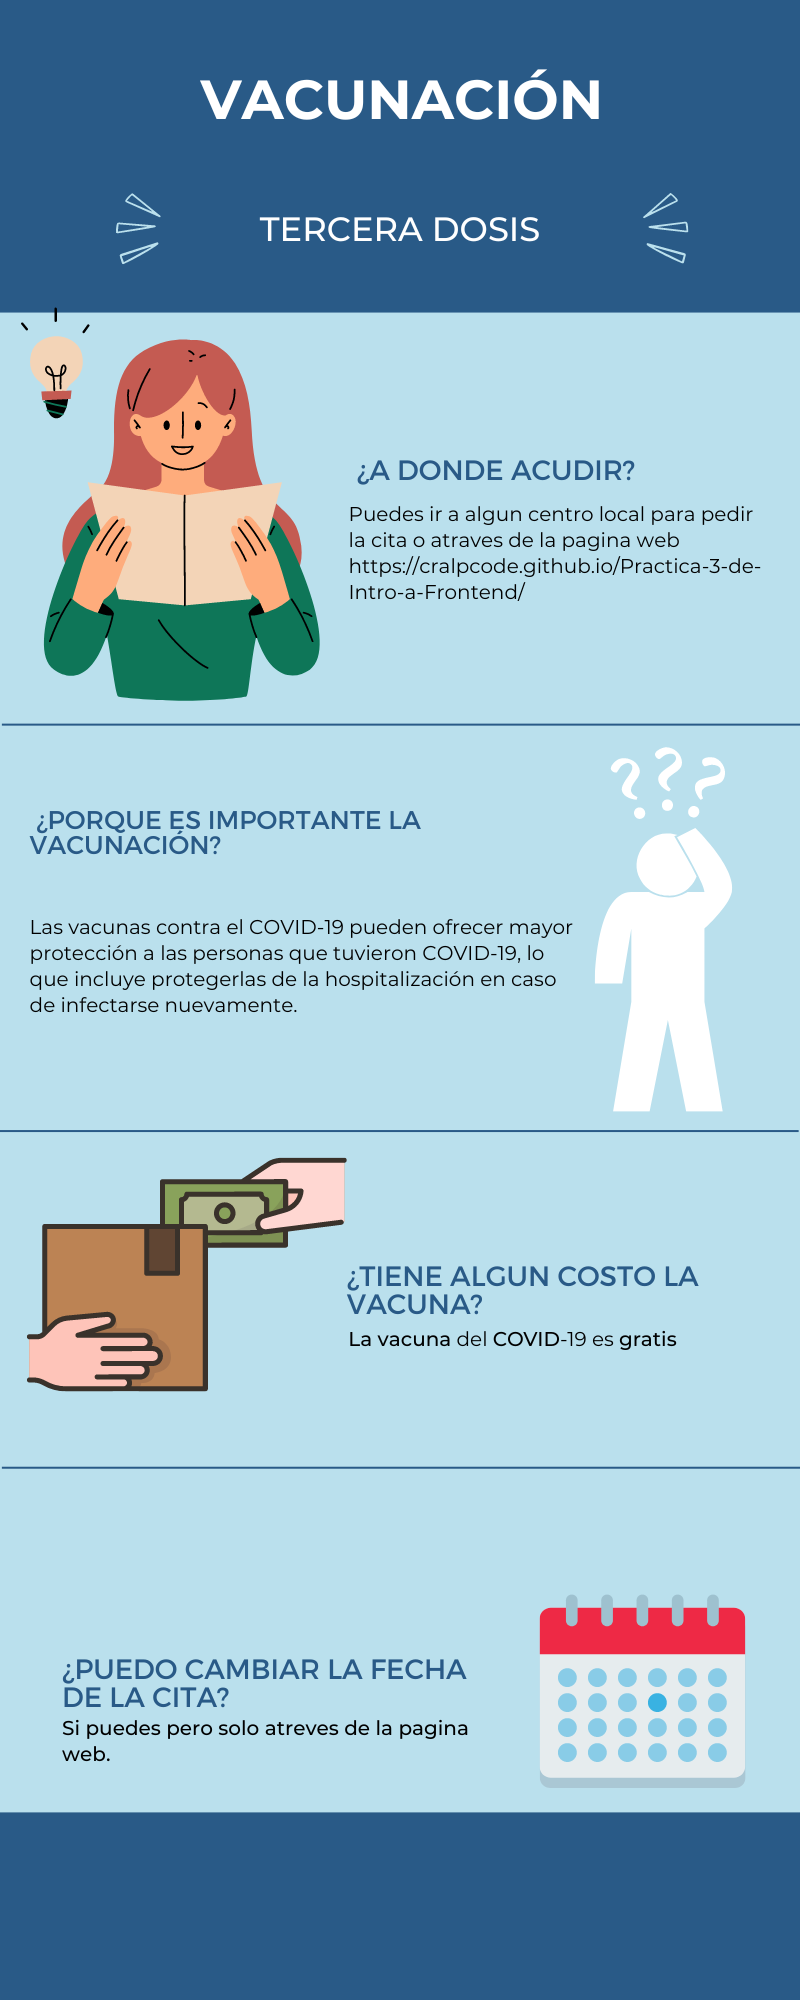 VACUNACIÓN
TERCERA DOSIS
¿A DONDE ACUDIR?
Puedes ir a algun centro local para pedir
la cita o atraves de la pagina web
https://cralpcode.github.io/Practica-3-de-
Intro-a-Frontend/
???
¿PORQUE ES IMPORTANTE LA
VACUNACIÓN?
Las vacunas contra el COVID-19 pueden ofrecer mayor
protección a las personas que tuvieron COVID-19, lo
que incluye protegerlas de la hospitalización en caso
de infectarse nuevamente.
¿TIENE ALGUN COSTO LA
VACUNA?
La vacuna del COVID-19 es gratis
¿PUEDO CAMBIAR LA FECHA
DE LA CITA?
Si puedes pero solo atreves de la pagina
web.